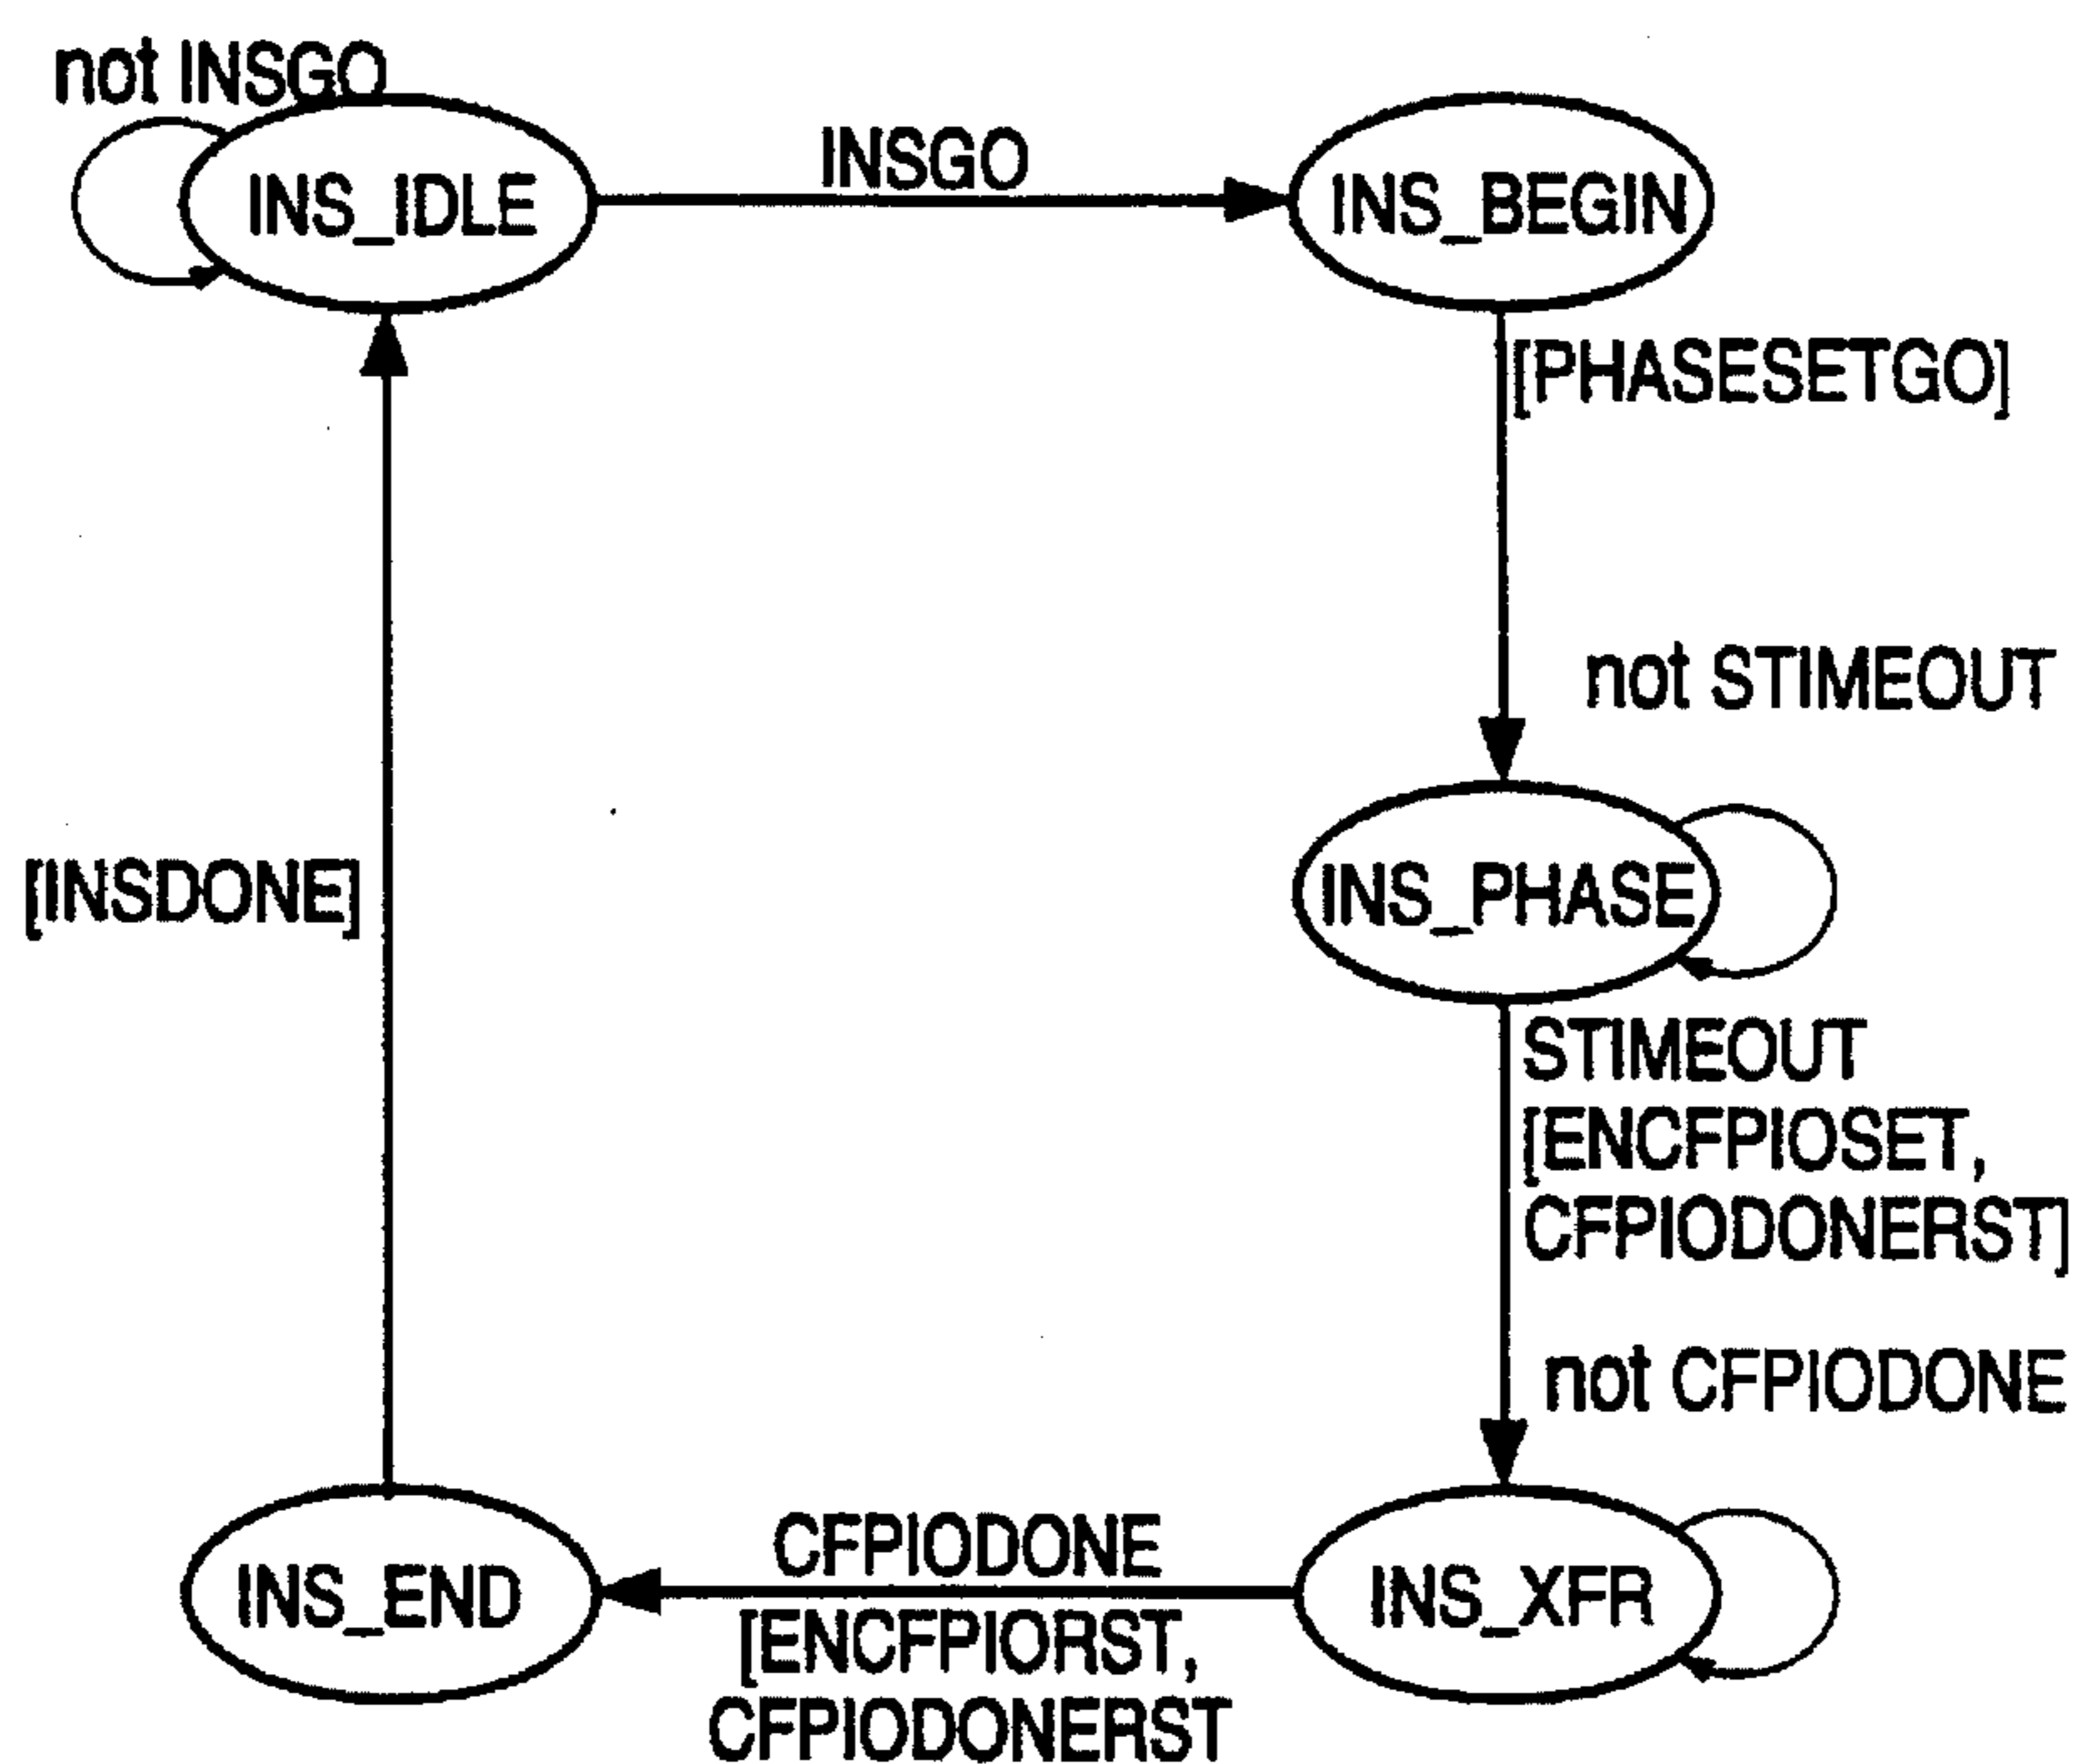 not INSGO
INSGO
INS_IDLE
INS_BEGIN
[PHASESETGO]
not STIMEOUT
[INSDONE]
INS_PHASE
STIMEOUT
[ENCFPIOSET,
CFPIODONERST]
not CFPIODONE
CFPIODONE
INS_END
INS_XFR
[ENCFPIORST,
CFPIODONERST